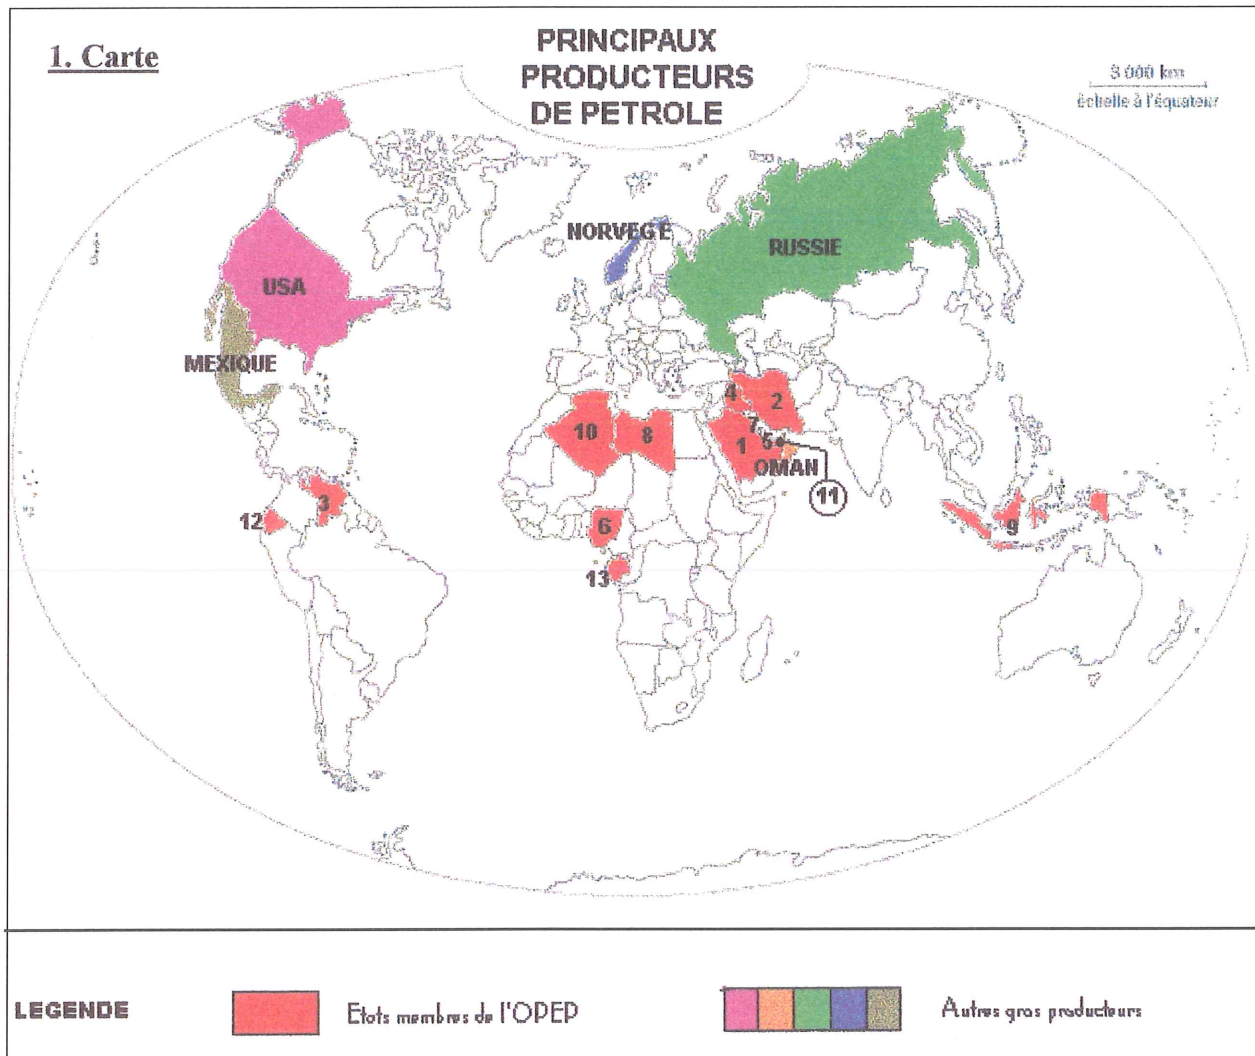 1. Carte
PRINCIPAUX
PRODUCTEURS
DE PETROLE
3 000 km
échelle à l'équateur
NORVEGE
RUSSIE
USA
MEXIQUE
4
2
10
8
7
1
5
OMAN
11
3
12
6
9
13
LEGENDE
Etats membres de l'OPEP
Autres gros producteurs